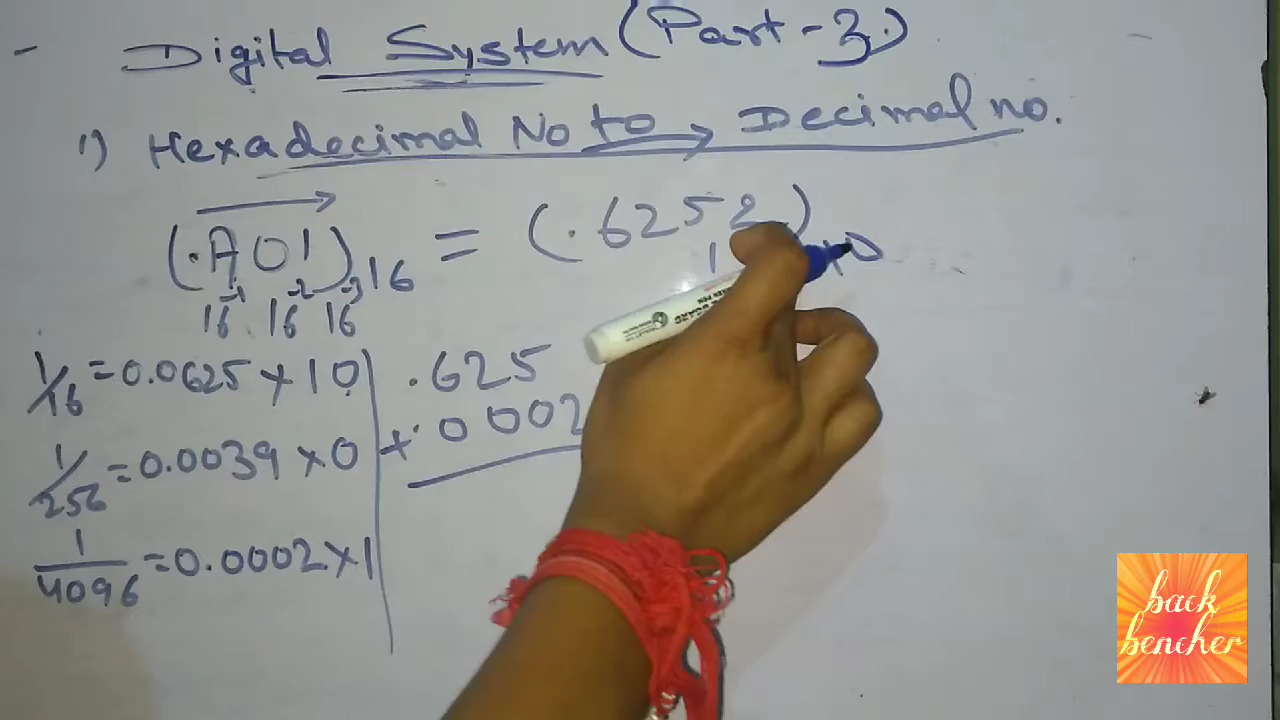 Digital System (Part-3.)
1) Hexadecimal No to → Decimal no.
(.A01)16 = (.6252)10
16^-1 16^-2 16^-3
1/16 = 0.0625 x 10
.625
1/256 = 0.0039 x 0
+.0002
1/4096 = 0.0002 x 1
back
bencher